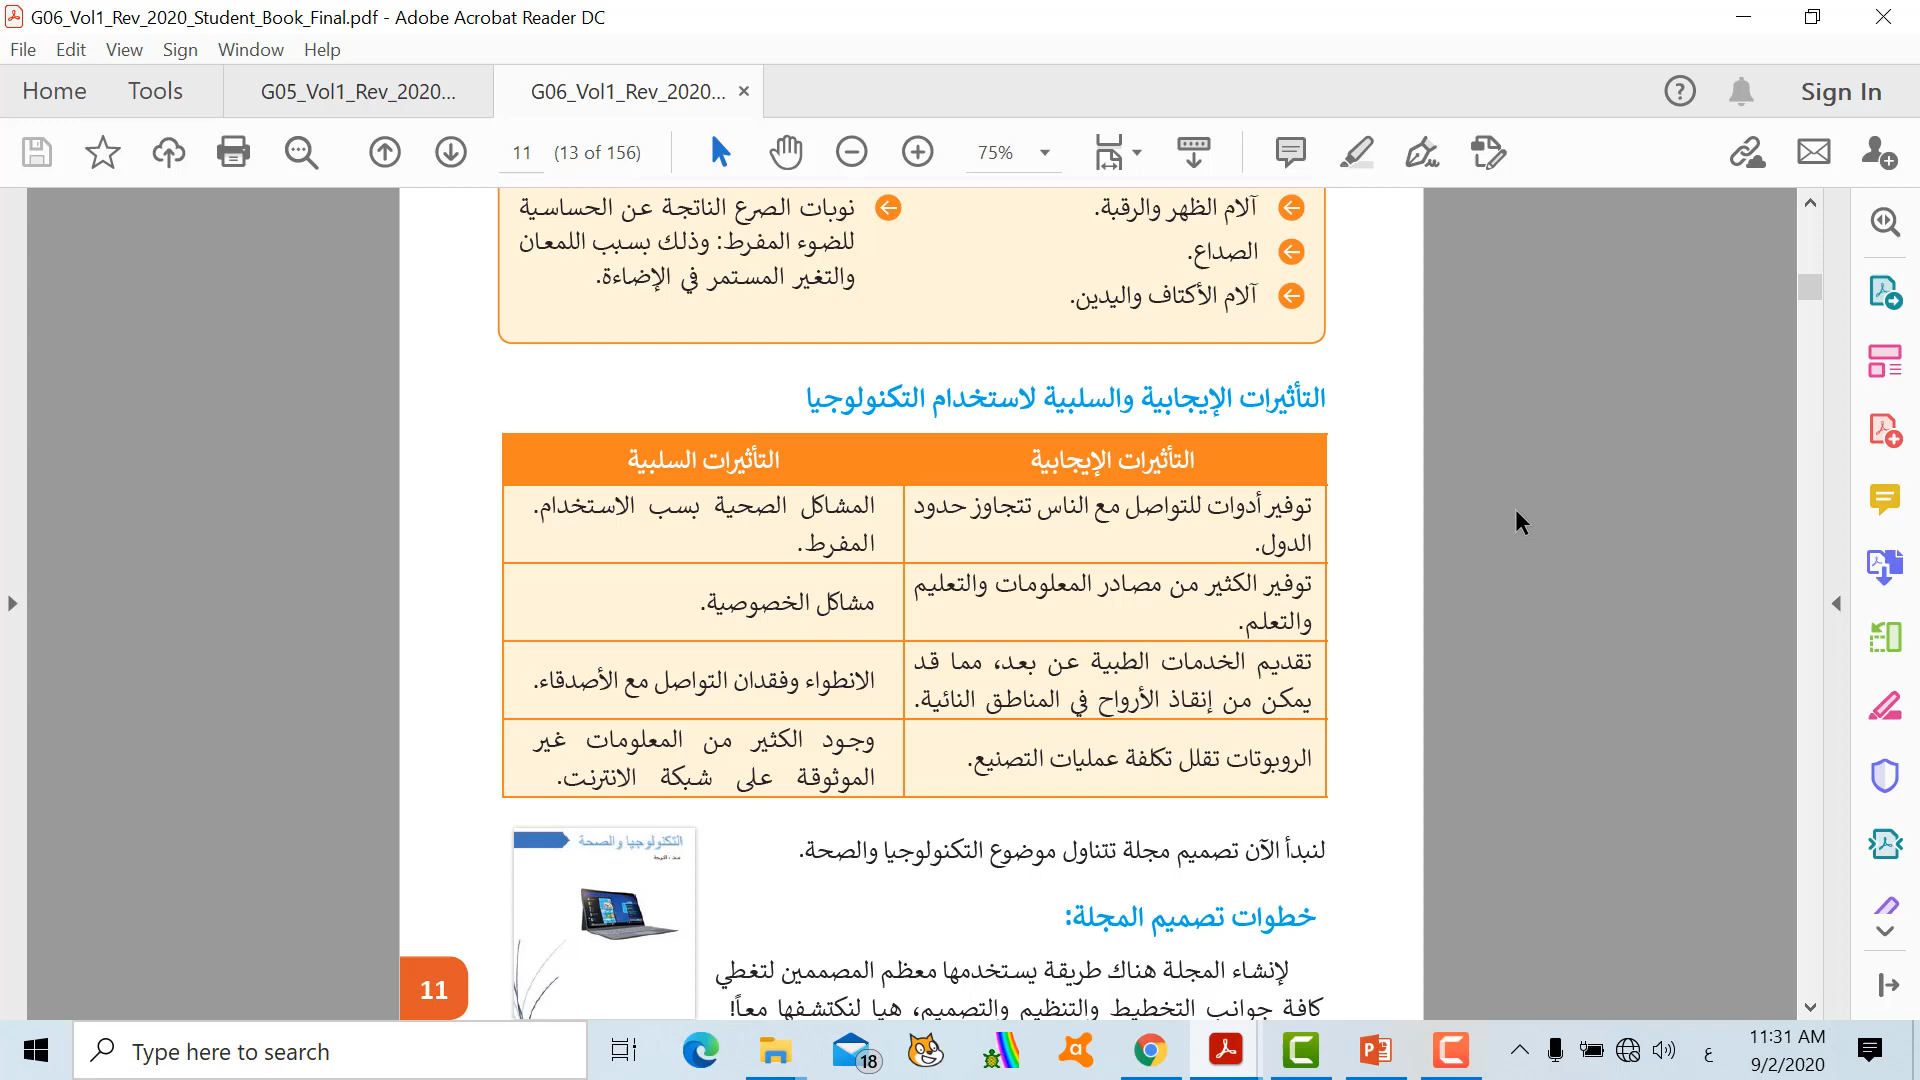 G06_Vol1_Rev_2020_Student_Book_Final.pdf - Adobe Acrobat Reader DC
File Edit View Sign Window Help
Home Tools G05_Vol1_Rev_2020... G06_Vol1_Rev_2020... × Sign In
11 (13 of 156) 75%
آلام الظهر والرقبة.
الصداع.
آلام الأكتاف واليدين.
نوبات الصرع الناتجة عن الحساسية
للضوء المفرط: وذلك بسبب اللمعان
والتغير المستمر في الإضاءة.
التأثيرات الإيجابية والسلبية لاستخدام التكنولوجيا
التأثيرات الإيجابية
التأثيرات السلبية
توفير أدوات للتواصل مع الناس تتجاوز حدود
الدول.
المشاكل الصحية بسب الاستخدام.
المفرط.
توفير الكثير من مصادر المعلومات والتعليم
والتعلم.
مشاكل الخصوصية.
تقديم الخدمات الطبية عن بعد، مما قد
يمكن من إنقاذ الأرواح في المناطق النائية.
الانطواء وفقدان التواصل مع الأصدقاء.
الروبوتات تقلل تكلفة عمليات التصنيع.
وجود الكثير من المعلومات غير
الموثوقة على شبكة الانترنت.
لنبدأ الآن تصميم مجلة تتناول موضوع التكنولوجيا والصحة.
التكنولوجيا والصحة
خطوات تصميم المجلة:
لإنشاء المجلة هناك طريقة يستخدمها معظم المصممين لتغطي
كافة جوانب التخطيط والتنظيم والتصميم، هيا لنكتشفها معاً!
11
Type here to search
18
ع
11:31 AM
9/2/2020